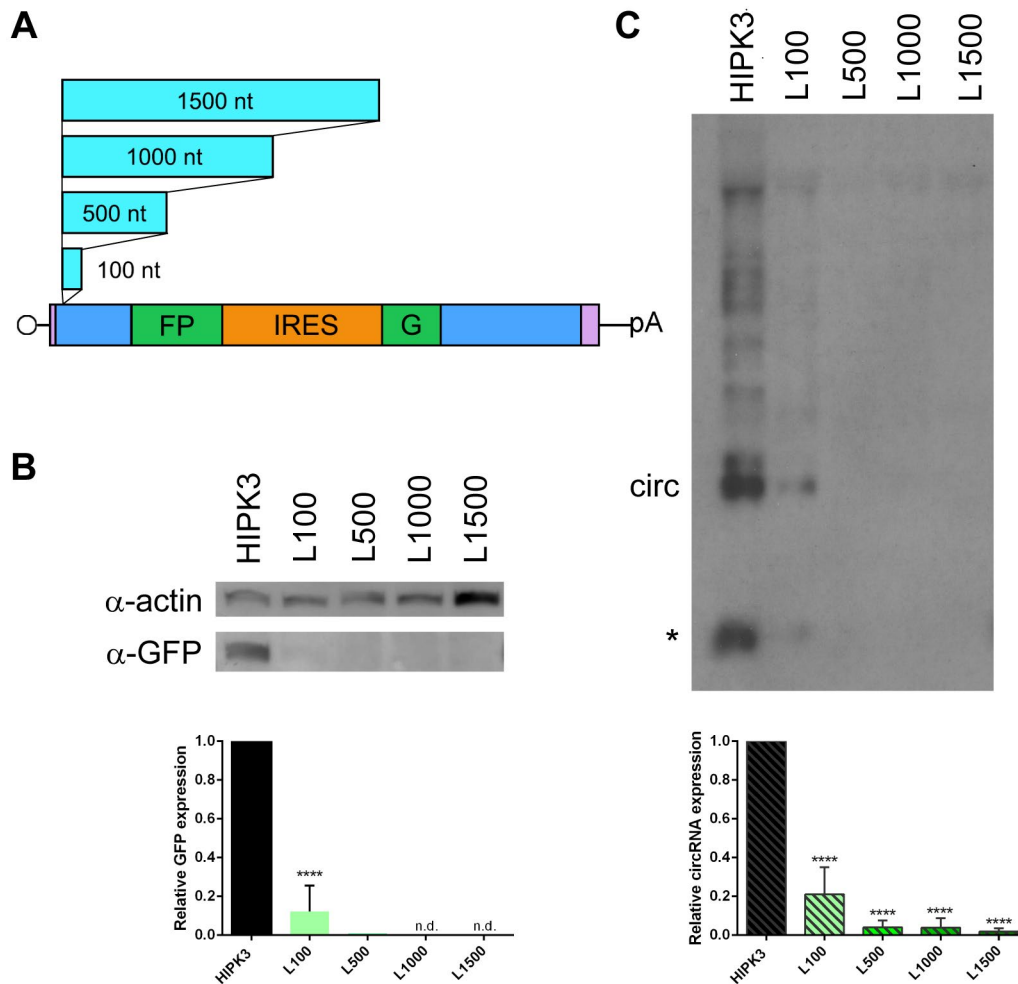 A
1500 nt
1000 nt
500 nt
100 nt
FP IRES G pA
B
HIPK3 L100 L500 L1000 L1500
α-actin
α-GFP
Relative GFP expression
1.0
0.8
0.6
0.4
0.2
0.0
****
n.d. n.d.
HIPK3 L100 L500 L1000 L1500
C
HIPK3 L100 L500 L1000 L1500
circ
*
Relative circRNA expression
1.0
0.8
0.6
0.4
0.2
0.0
**** **** **** ****
HIPK3 L100 L500 L1000 L1500